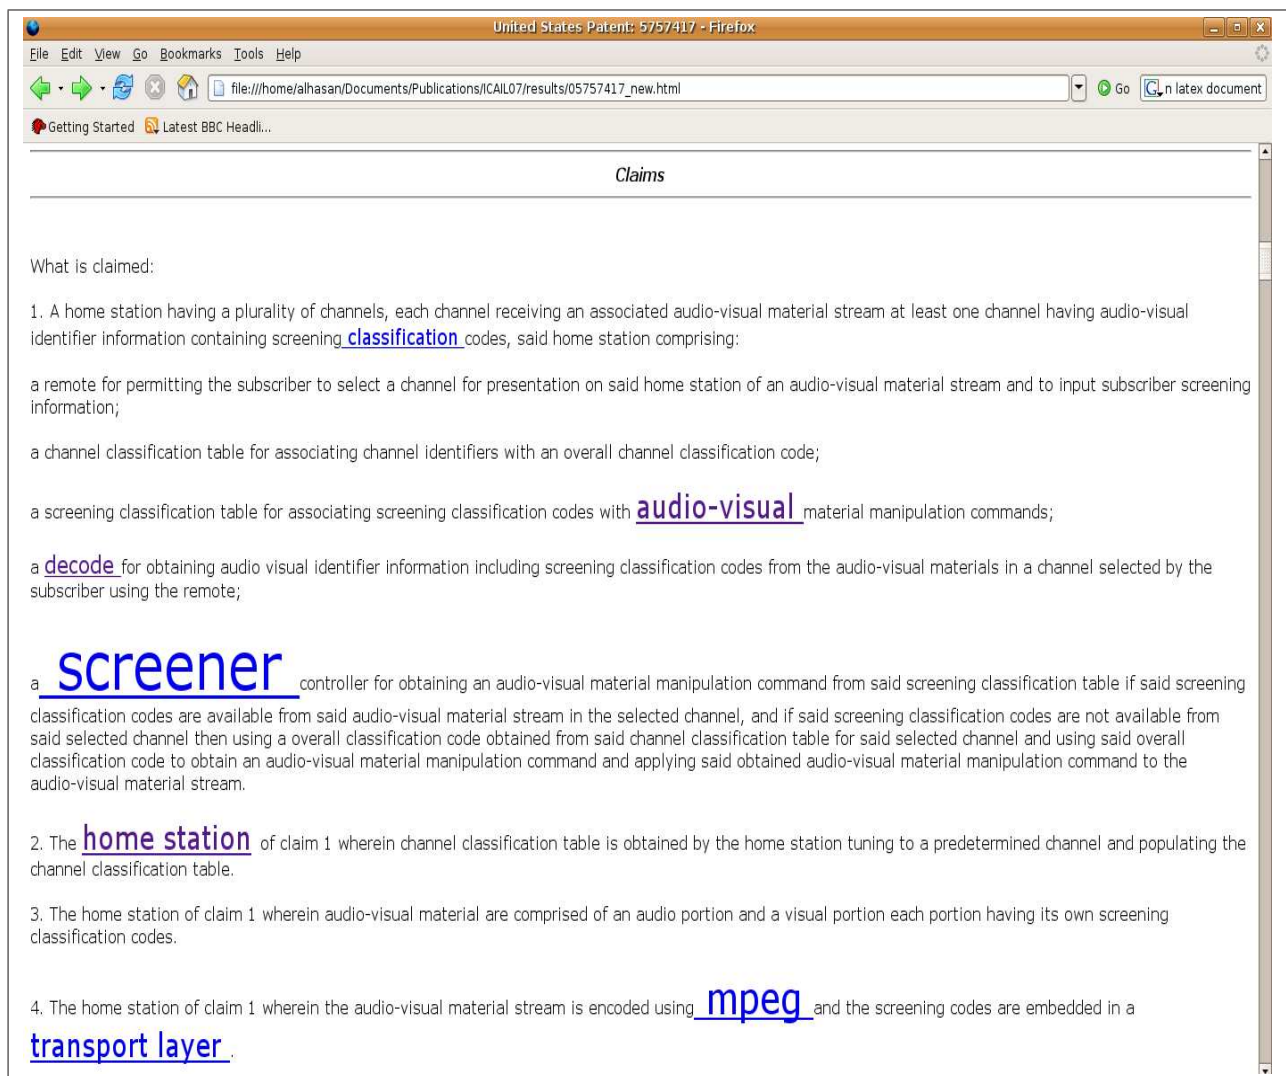 United States Patent: 5757417 - Firefox
File Edit View Go Bookmarks Tools Help
file:///home/alhasan/Documents/Publications/ICAIL07/results/05757417_new.html Go G n latex document
Getting Started Latest BBC Headli...
Claims
What is claimed:
1. A home station having a plurality of channels, each channel receiving an associated audio-visual material stream at least one channel having audio-visual
identifier information containing screening classification codes, said home station comprising:
a remote for permitting the subscriber to select a channel for presentation on said home station of an audio-visual material stream and to input subscriber screening
information;
a channel classification table for associating channel identifiers with an overall channel classification code;
a screening classification table for associating screening classification codes with audio-visual material manipulation commands;
a decode for obtaining audio visual identifier information including screening classification codes from the audio-visual materials in a channel selected by the
subscriber using the remote;
a screener controller for obtaining an audio-visual material manipulation command from said screening classification table if said screening
classification codes are available from said audio-visual material stream in the selected channel, and if said screening classification codes are not available from
said selected channel then using a overall classification code obtained from said channel classification table for said selected channel and using said overall
classification code to obtain an audio-visual material manipulation command and applying said obtained audio-visual material manipulation command to the
audio-visual material stream.
2. The home station of claim 1 wherein channel classification table is obtained by the home station tuning to a predetermined channel and populating the
channel classification table.
3. The home station of claim 1 wherein audio-visual material are comprised of an audio portion and a visual portion each portion having its own screening
classification codes.
4. The home station of claim 1 wherein the audio-visual material stream is encoded using mpeg and the screening codes are embedded in a
transport layer .